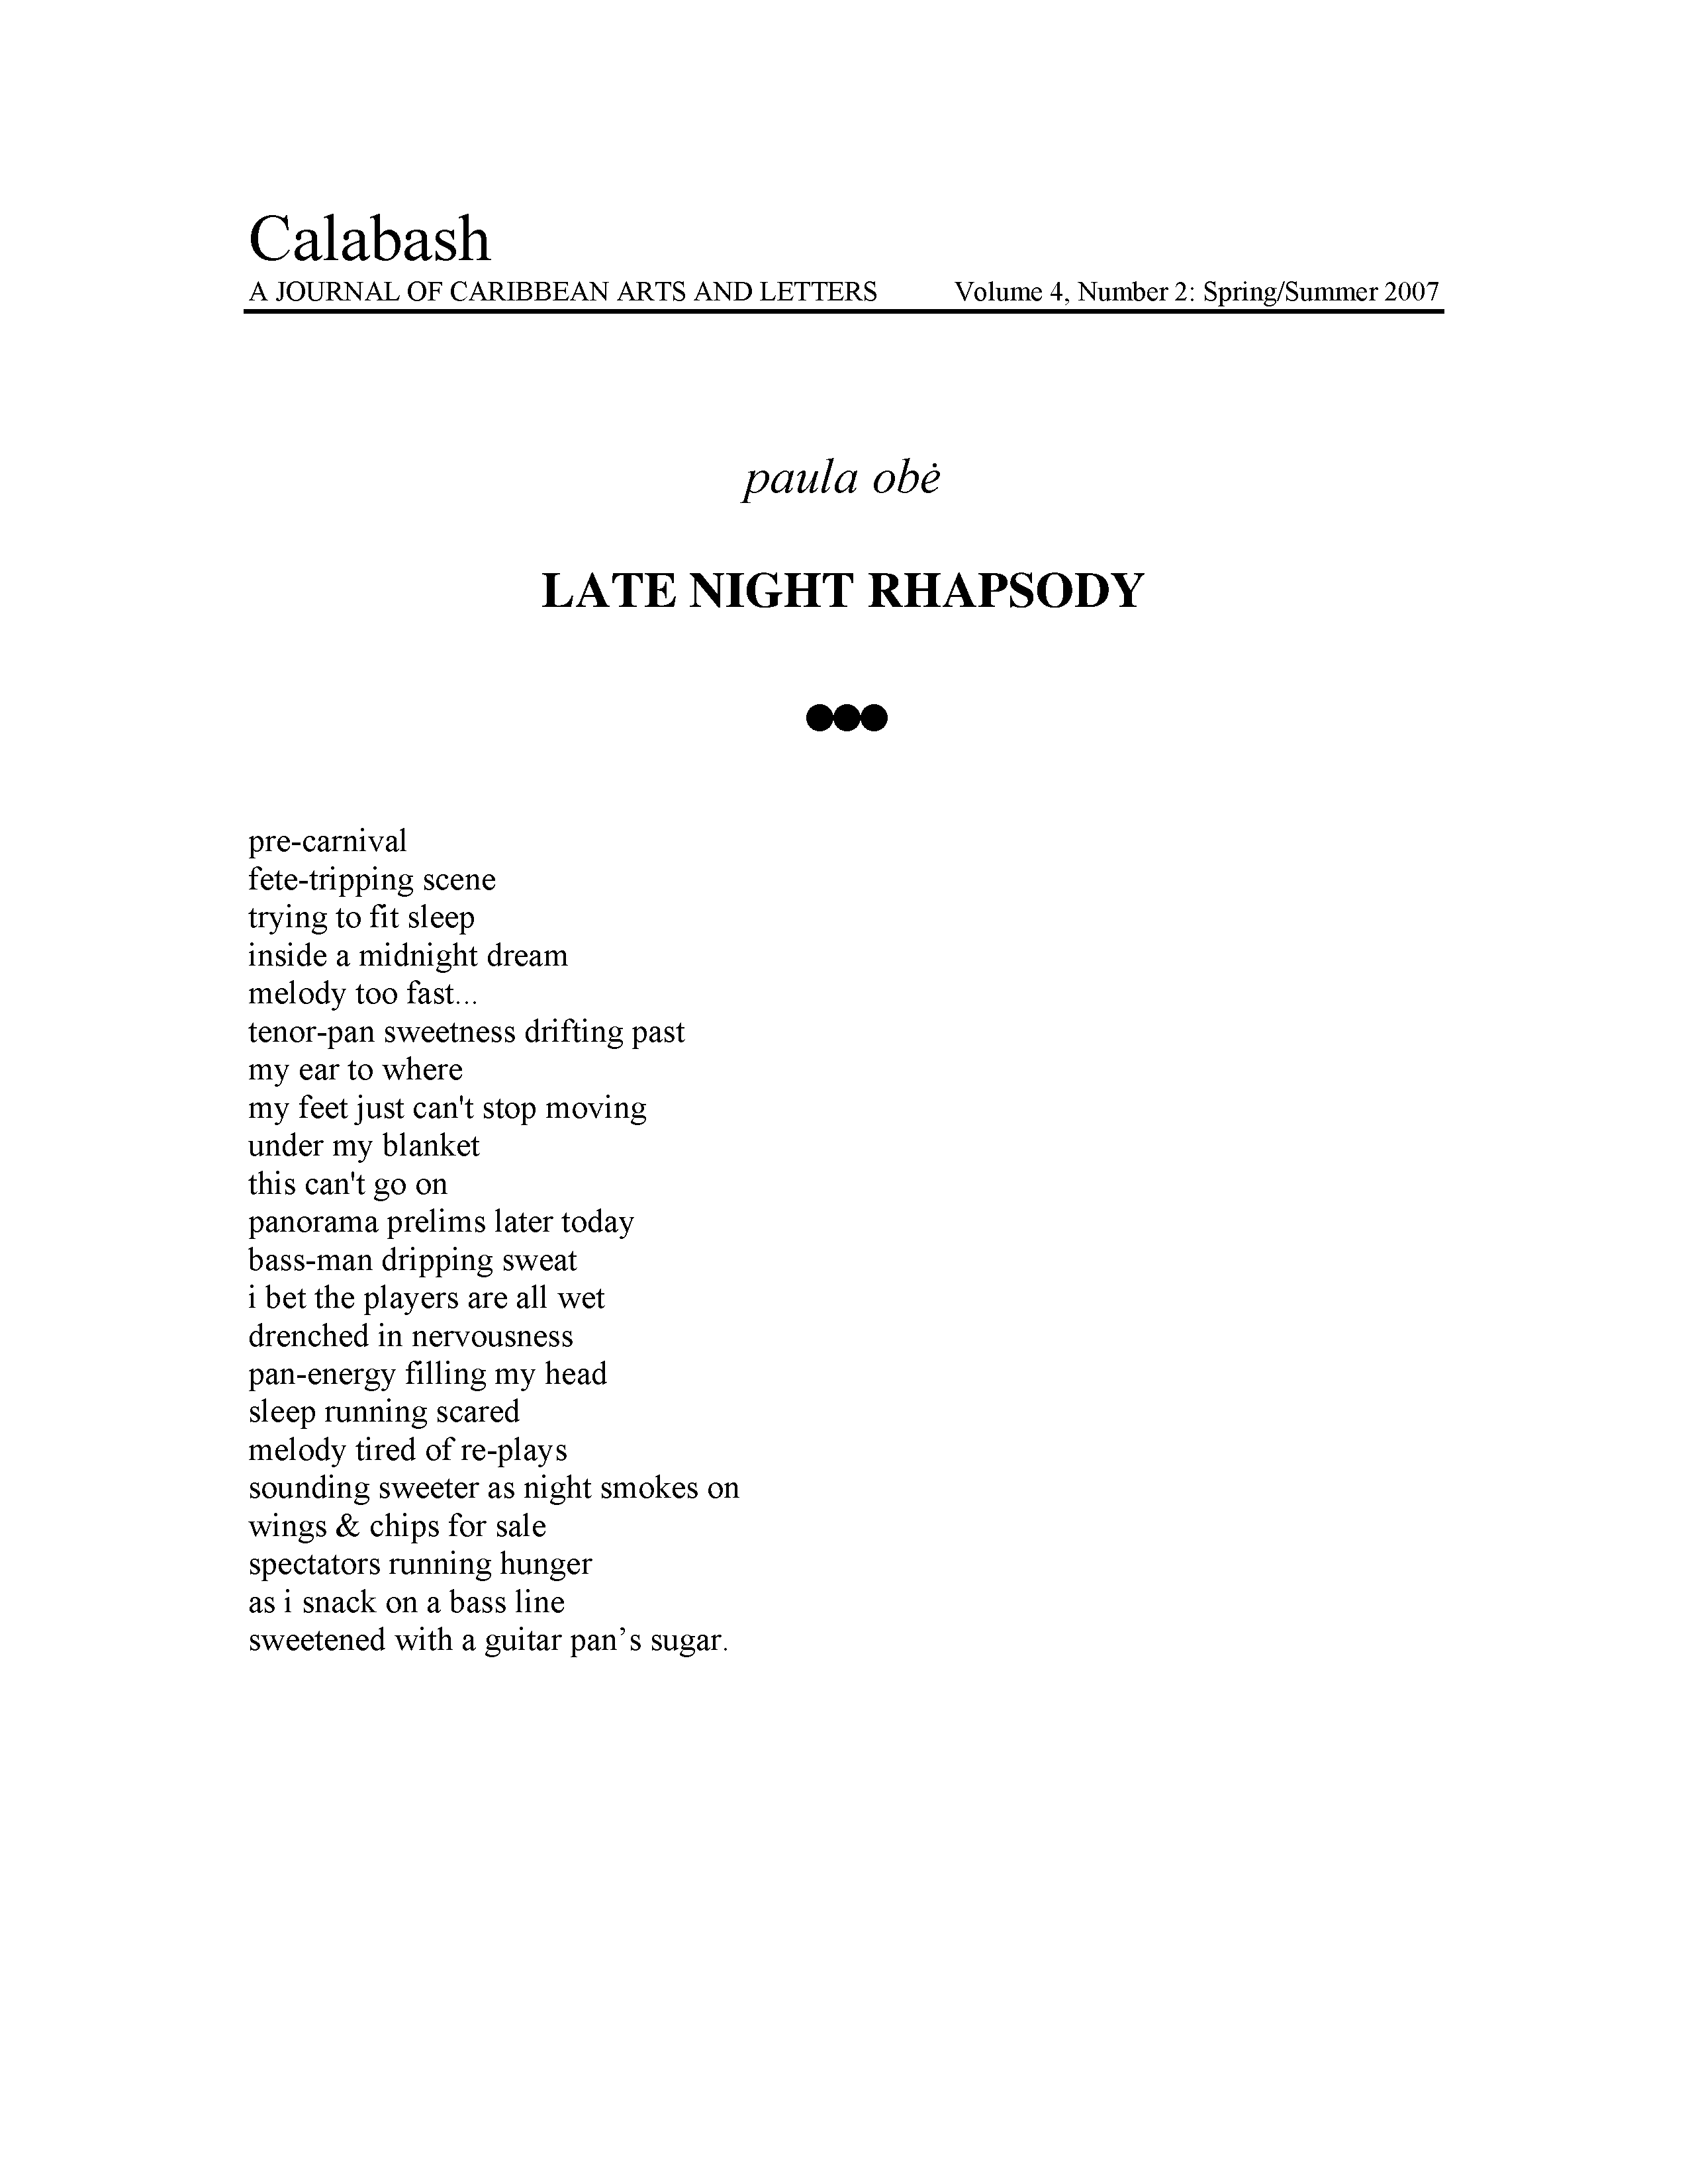 Calabash
A JOURNAL OF CARIBBEAN ARTS AND LETTERS Volume 4, Number 2: Spring/Summer 2007
paula obė
LATE NIGHT RHAPSODY
pre-carnival
fete-tripping scene
trying to fit sleep
inside a midnight dream
melody too fast...
tenor-pan sweetness drifting past
my ear to where
my feet just can't stop moving
under my blanket
this can't go on
panorama prelims later today
bass-man dripping sweat
i bet the players are all wet
drenched in nervousness
pan-energy filling my head
sleep running scared
melody tired of re-plays
sounding sweeter as night smokes on
wings & chips for sale
spectators running hunger
as i snack on a bass line
sweetened with a guitar pan’s sugar.